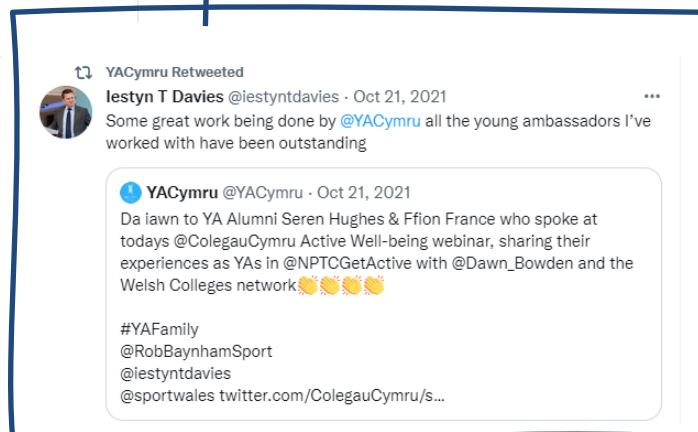 YACymru Retweeted
Iestyn T Davies @iestyntdavies · Oct 21, 2021
Some great work being done by @YACymru all the young ambassadors I've
worked with have been outstanding
YACymru @YACymru · Oct 21, 2021
Da iawn to YA Alumni Seren Hughes & Ffion France who spoke at
todays @ColegauCymru Active Well-being webinar, sharing their
experiences as YAs in @NPTCGetActive with @Dawn_Bowden and the
Welsh Colleges network👏👏👏👏
#YAFamily
@RobBaynhamSport
@iestyntdavies
@sportwales twitter.com/ColegauCymru/s...